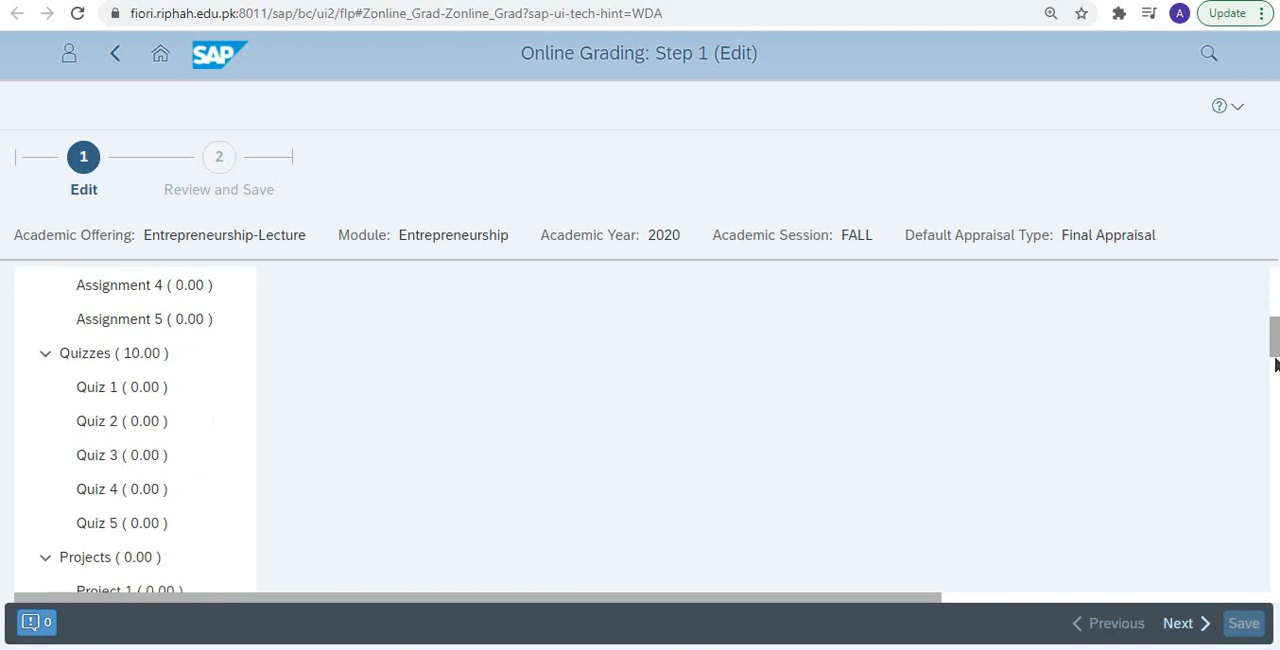 fiori.riphah.edu.pk:8011/sap/bc/ui2/flp#Zonline_Grad-Zonline_Grad?sap-ui-tech-hint=WDA
A
Update
SAP
Online Grading: Step 1 (Edit)
1
2
Edit
Review and Save
Academic Offering: Entrepreneurship-Lecture Module: Entrepreneurship Academic Year: 2020 Academic Session: FALL Default Appraisal Type: Final Appraisal
Assignment 4 ( 0.00 )
Assignment 5 ( 0.00 )
Quizzes ( 10.00 )
Quiz 1 ( 0.00 )
Quiz 2 ( 0.00 )
Quiz 3 ( 0.00 )
Quiz 4 ( 0.00 )
Quiz 5 ( 0.00 )
Projects ( 0.00 )
Project 1 ( 0.00 )
0
Previous Next Save